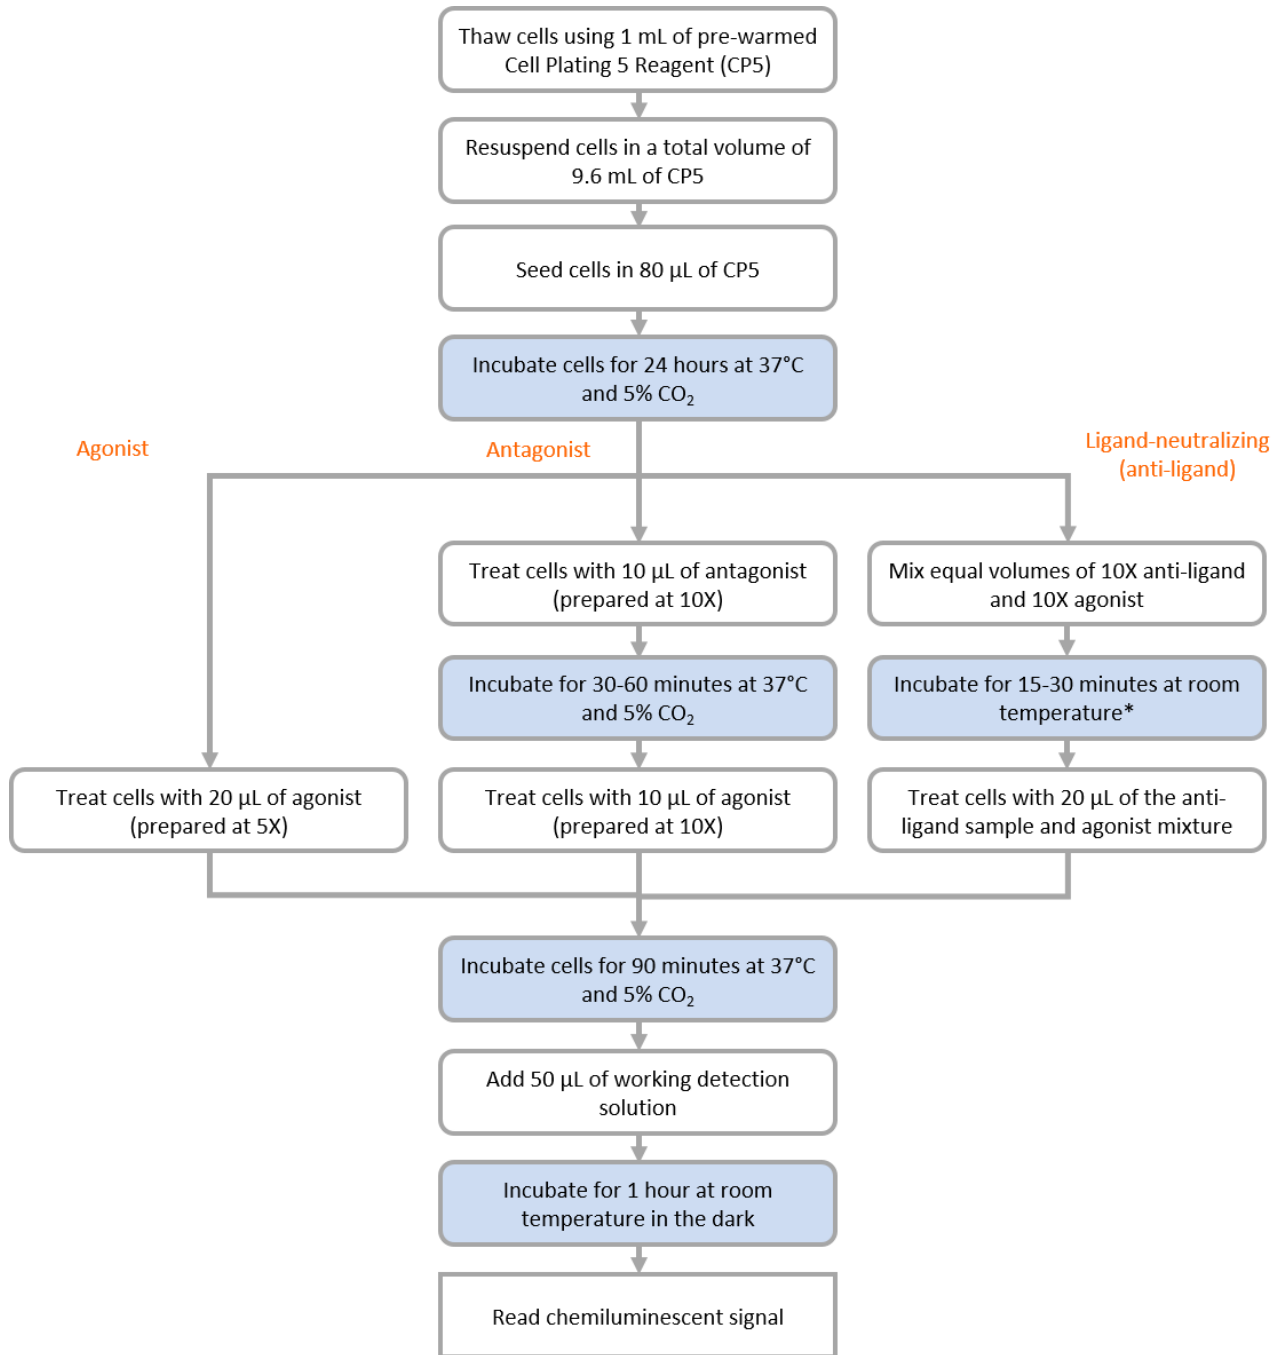 Thaw cells using 1 mL of pre-warmed
Cell Plating 5 Reagent (CP5)
Resuspend cells in a total volume of
9.6 mL of CP5
Seed cells in 80 µL of CP5
Incubate cells for 24 hours at 37°C
and 5% CO₂
Agonist
Antagonist
Ligand-neutralizing
(anti-ligand)
Treat cells with 10 µL of antagonist
(prepared at 10X)
Mix equal volumes of 10X anti-ligand
and 10X agonist
Incubate for 30-60 minutes at 37°C
and 5% CO₂
Incubate for 15-30 minutes at room
temperature*
Treat cells with 20 µL of agonist
(prepared at 5X)
Treat cells with 10 µL of agonist
(prepared at 10X)
Treat cells with 20 µL of the anti-
ligand sample and agonist mixture
Incubate cells for 90 minutes at 37°C
and 5% CO₂
Add 50 µL of working detection
solution
Incubate for 1 hour at room
temperature in the dark
Read chemiluminescent signal